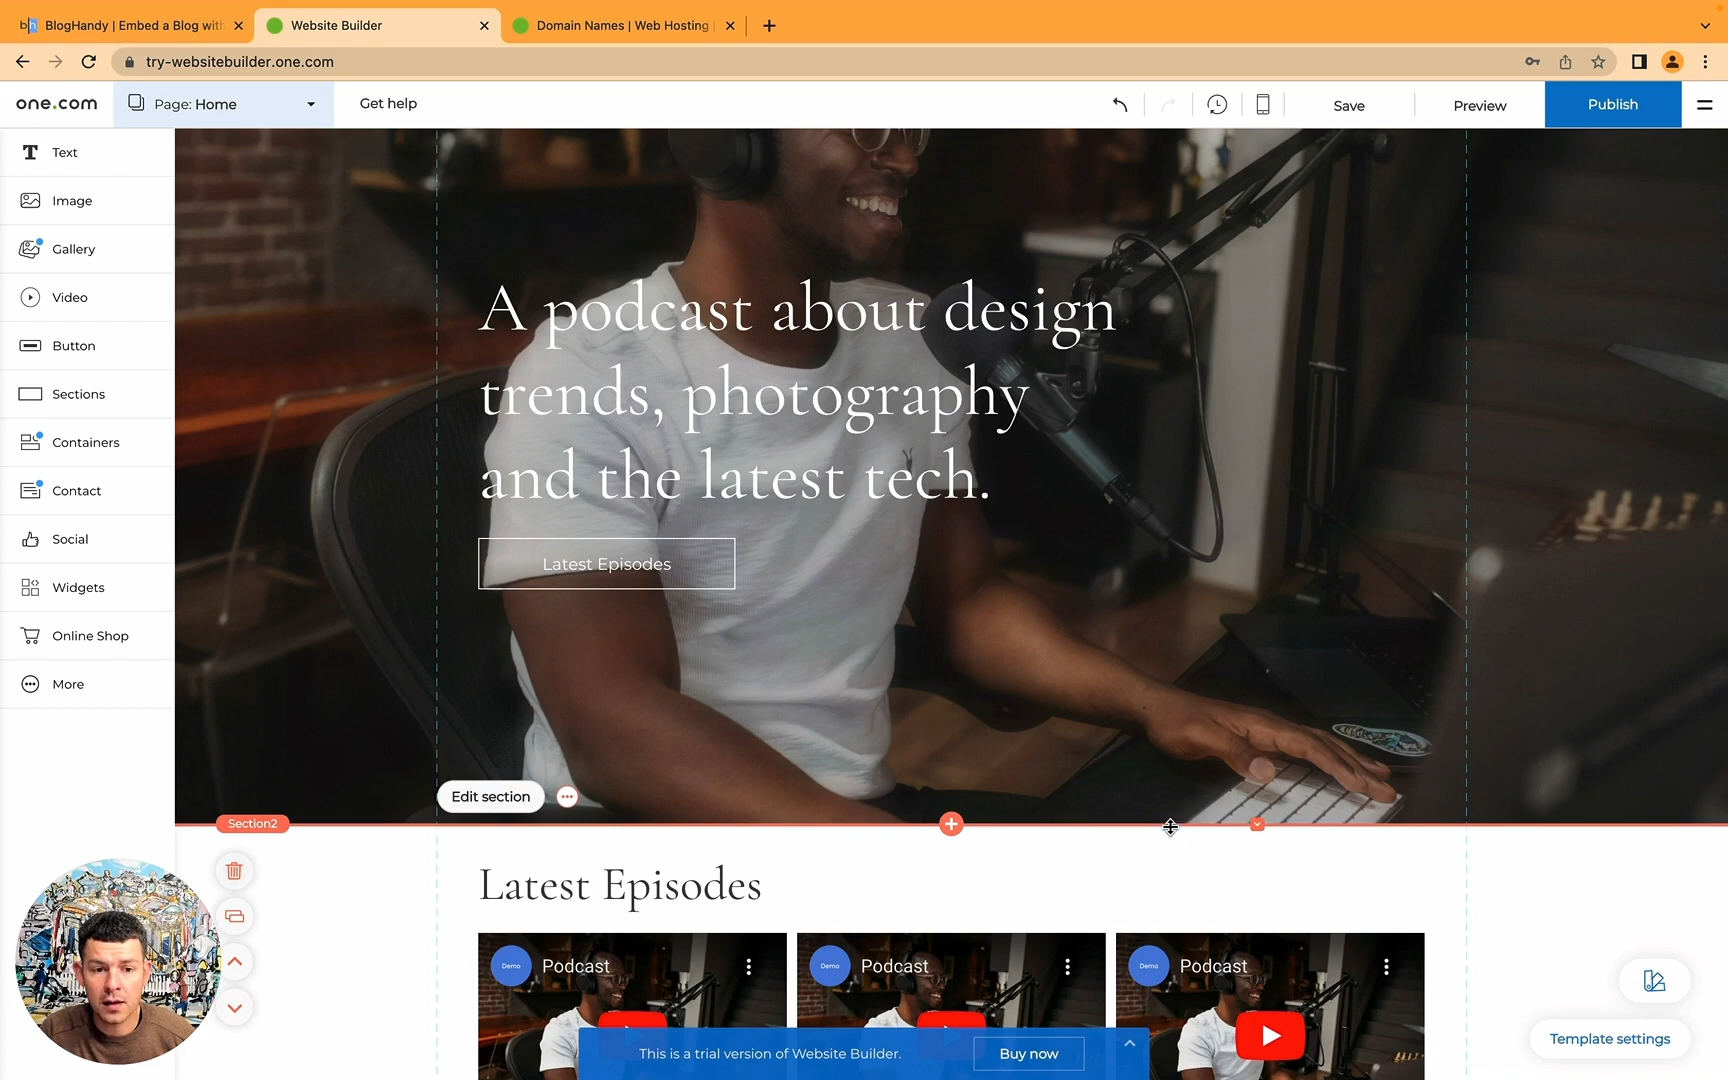 bh BlogHandy | Embed a Blog with
Website Builder
Domain Names | Web Hosting |
try-websitebuilder.one.com
one.com
Page: Home
Get help
Save
Preview
Publish
Text
Image
Gallery
Video
Button
Sections
Containers
Contact
Social
Widgets
Online Shop
More
A podcast about design
trends, photography
and the latest tech.
Latest Episodes
Edit section
Section2
Latest Episodes
Demo Podcast
Demo Podcast
Demo Podcast
This is a trial version of Website Builder.
Buy now
Template settings